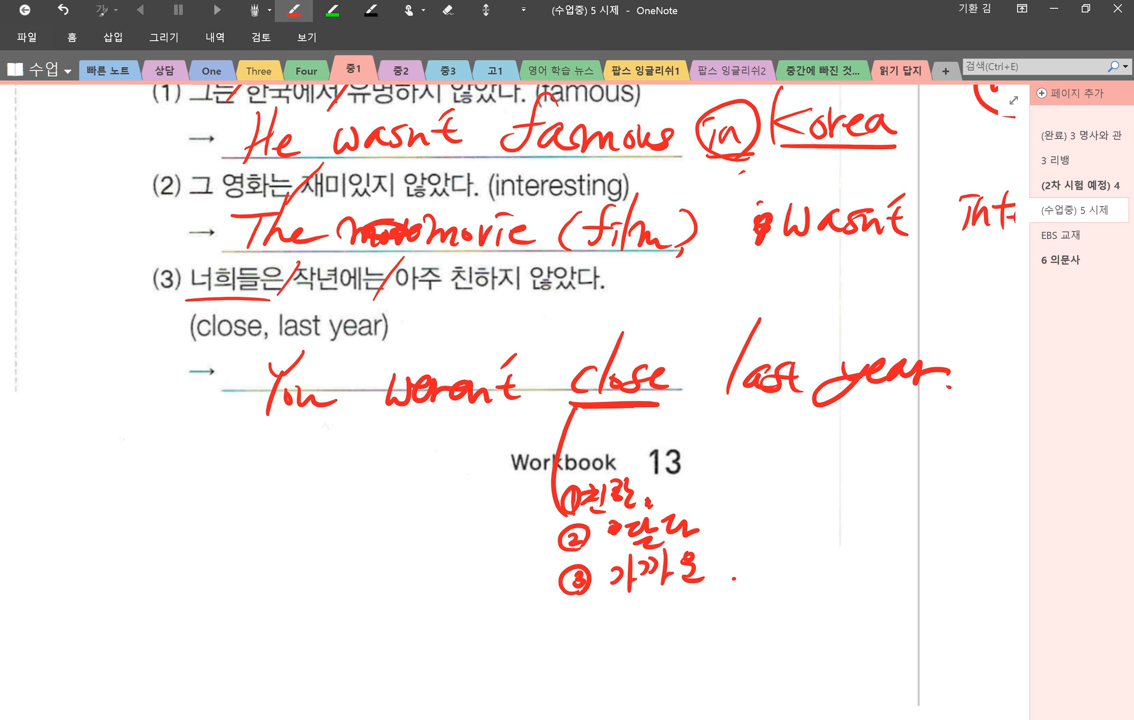 (수업중) 5 시제 - OneNote
기환 김
파일 홈 삽입 그리기 내역 검토 보기
수업 빠른 노트 상담 One Three Four 중1 중2 중3 고1 영어 학습 뉴스 팝스 잉글리쉬1 팝스 잉글리쉬2 중간에 빠진 것... 읽기 답지 + 검색(Ctrl+E)
페이지 추가
(완료) 3 명사와 관
3 리뱅
(2차 시험 예정) 4
(수업중) 5 시제
EBS 교재
6 의문사
(1) 그는 한국에서 유명하지 않았다. (famous)
→ He wasn't famous in Korea
(2) 그 영화는 재미있지 않았다. (interesting)
→ The movie (film) wasn't inte
(3) 너희들은 작년에는 아주 친하지 않았다.
(close, last year)
→ You weren't close last year.
Workbook 13
① 친한.
② 닫다
③ 가까운.